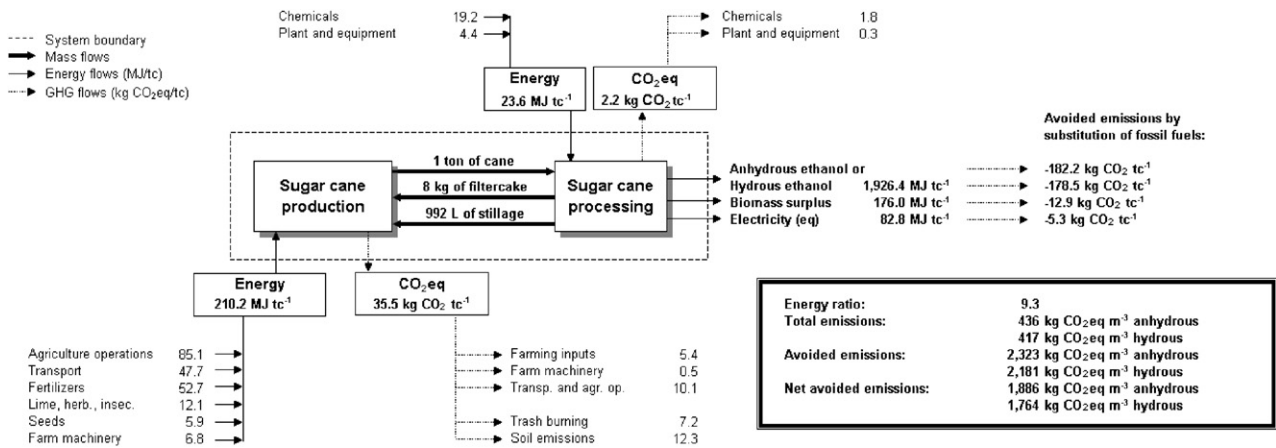 Chemicals 19.2
Plant and equipment 4.4
Chemicals 1.8
Plant and equipment 0.3
System boundary
Mass flows
Energy flows (MJ/tc)
GHG flows (kg CO₂eq/tc)
Energy
23.6 MJ tc⁻¹
CO₂eq
2.2 kg CO₂tc⁻¹
Avoided emissions by
substitution of fossil fuels:
Sugar cane
production
1 ton of cane
8 kg of filtercake
992 L of stillage
Sugar cane
processing
Anhydrous ethanol or -182.2 kg CO₂ tc⁻¹
Hydrous ethanol 1,926.4 MJ tc⁻¹ -178.5 kg CO₂ tc⁻¹
Biomass surplus 176.0 MJ tc⁻¹ -12.9 kg CO₂ tc⁻¹
Electricity (eq) 82.8 MJ tc⁻¹ -5.3 kg CO₂ tc⁻¹
Energy
210.2 MJ tc⁻¹
CO₂eq
35.5 kg CO₂ tc⁻¹
Agriculture operations 85.1
Transport 47.7
Fertilizers 52.7
Lime, herb., insec. 12.1
Seeds 5.9
Farm machinery 6.8
Farming inputs 5.4
Farm machinery 0.5
Transp. and agr. op. 10.1
Trash burning 7.2
Soil emissions 12.3
Energy ratio: 9.3
Total emissions: 436 kg CO₂eq m⁻³ anhydrous
417 kg CO₂eq m⁻³ hydrous
Avoided emissions: 2,323 kg CO₂eq m⁻³ anhydrous
2,181 kg CO₂eq m⁻³ hydrous
Net avoided emissions: 1,886 kg CO₂eq m⁻³ anhydrous
1,764 kg CO₂eq m⁻³ hydrous